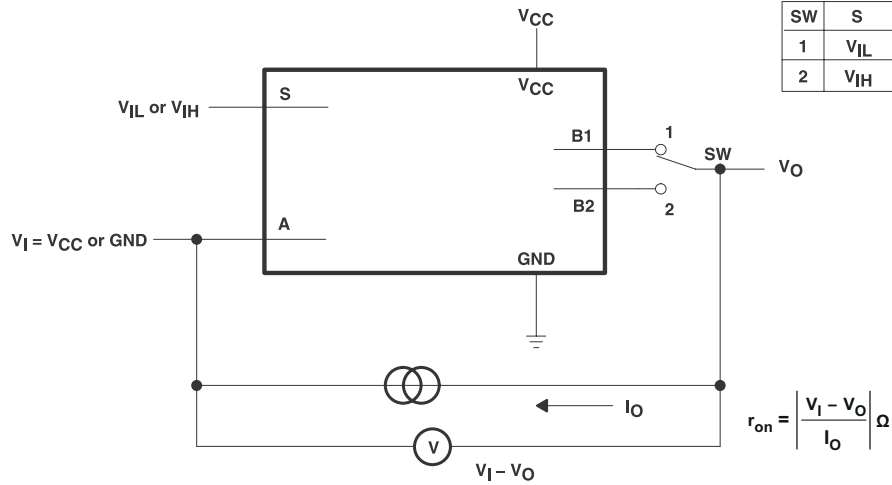 VCC
SW S
1 VIL
2 VIH
VCC
S
VIL or VIH
B1
1
SW
VO
B2
2
A
VI = VCC or GND
GND
IO
ron = | VI – VO / IO | Ω
V
VI – VO